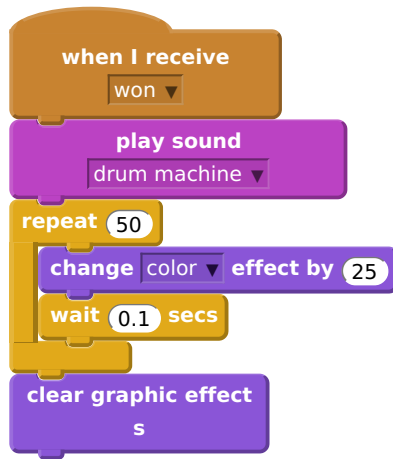 when I receive
won ▼
play sound
drum machine ▼
repeat 50
change color ▼ effect by 25
wait 0.1 secs
clear graphic effect
s